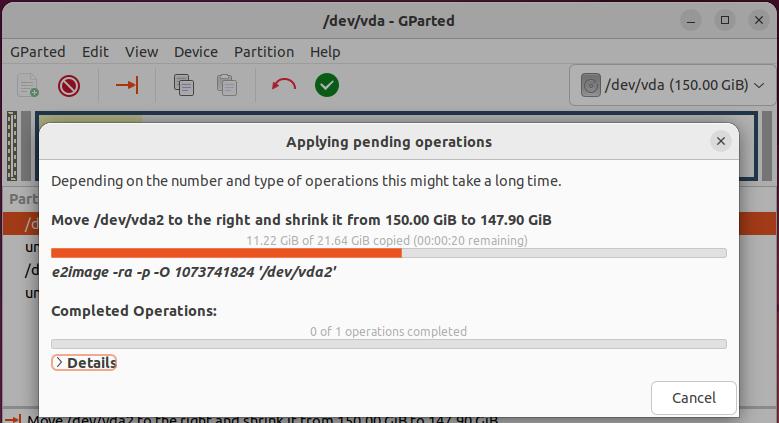 /dev/vda - GParted
GParted Edit View Device Partition Help
/dev/vda (150.00 GiB)
Applying pending operations
Depending on the number and type of operations this might take a long time.
Move /dev/vda2 to the right and shrink it from 150.00 GiB to 147.90 GiB
11.22 GiB of 21.64 GiB copied (00:00:20 remaining)
e2image -ra -p -O 1073741824 '/dev/vda2'
Completed Operations:
0 of 1 operations completed
Details
Cancel
Move /dev/vda2 to the right and shrink it from 150.00 GiB to 147.90 GiB